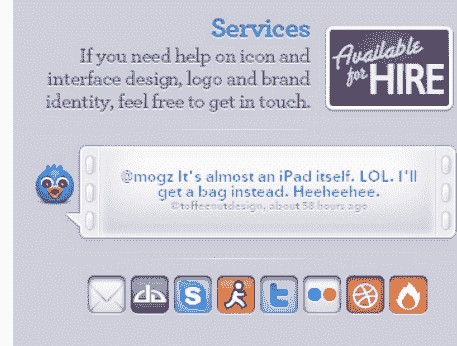 Services
If you need help on icon and
interface design, logo and brand
identity, feel free to get in touch.
Available
for HIRE
@mogz It's almost an iPad itself. LOL. I'll
get a bag instead. Heeheehee.
©toffeenutdesign, about 58 hours ago